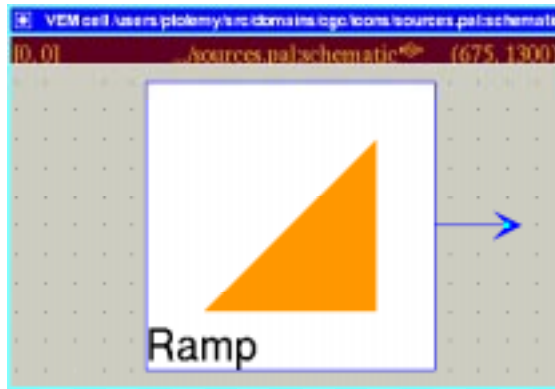 VEM cell /users/ptolemy/src/domains/cgc/icons/sources.pal:schematic
[0, 0] .../sources.pal:schematic (675, 1300)
Ramp